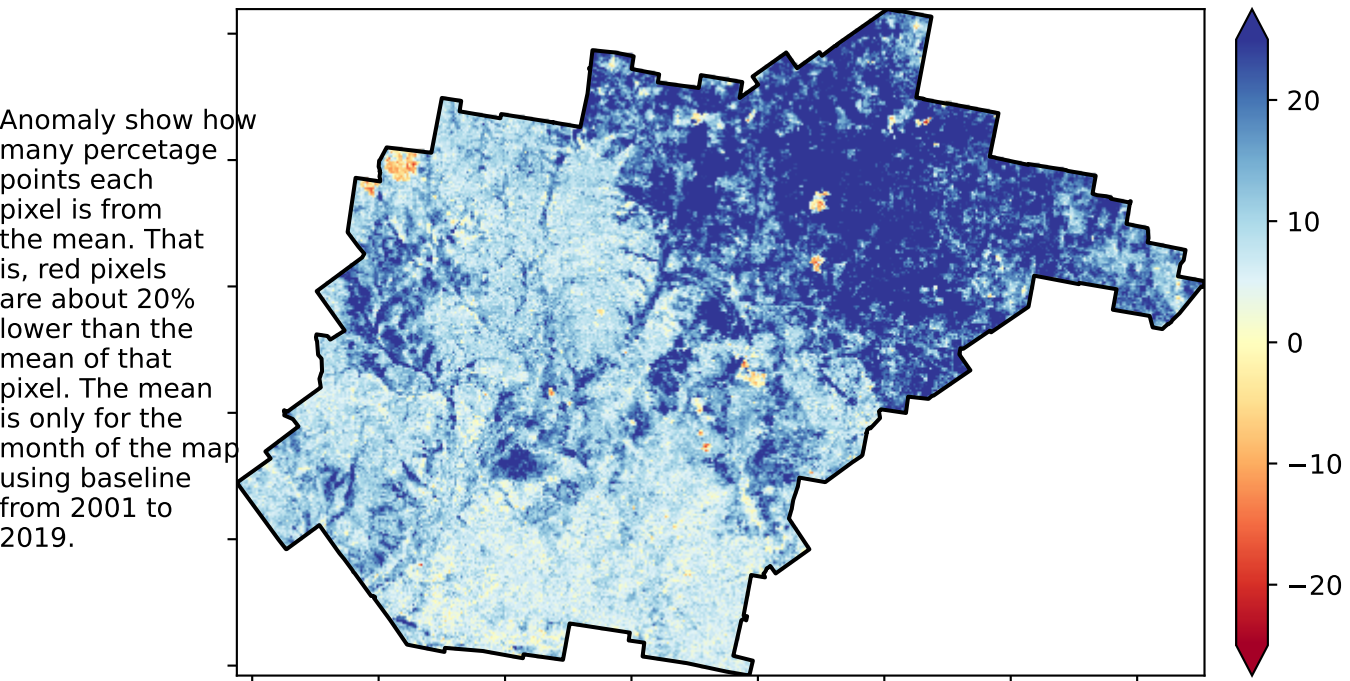 Anomaly show how
many percetage
points each
pixel is from
the mean. That
is, red pixels
are about 20%
lower than the
mean of that
pixel. The mean
is only for the
month of the map
using baseline
from 2001 to
2019.
20
10
0
−10
−20